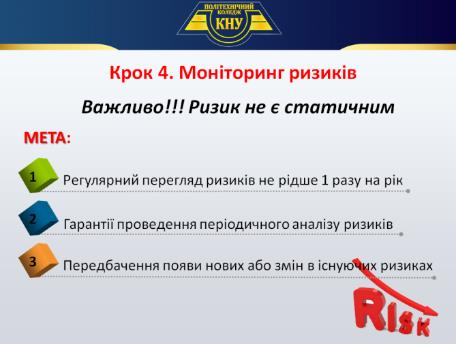 ПОЛІТЕХНІЧНИЙ
КОЛЕДЖ
КНУ
Крок 4. Моніторинг ризиків
Важливо!!! Ризик не є статичним
МЕТА:
1 Регулярний перегляд ризиків не рідше 1 разу на рік
2 Гарантії проведення періодичного аналізу ризиків
3 Передбачення появи нових або змін в існуючих ризиках
RISK